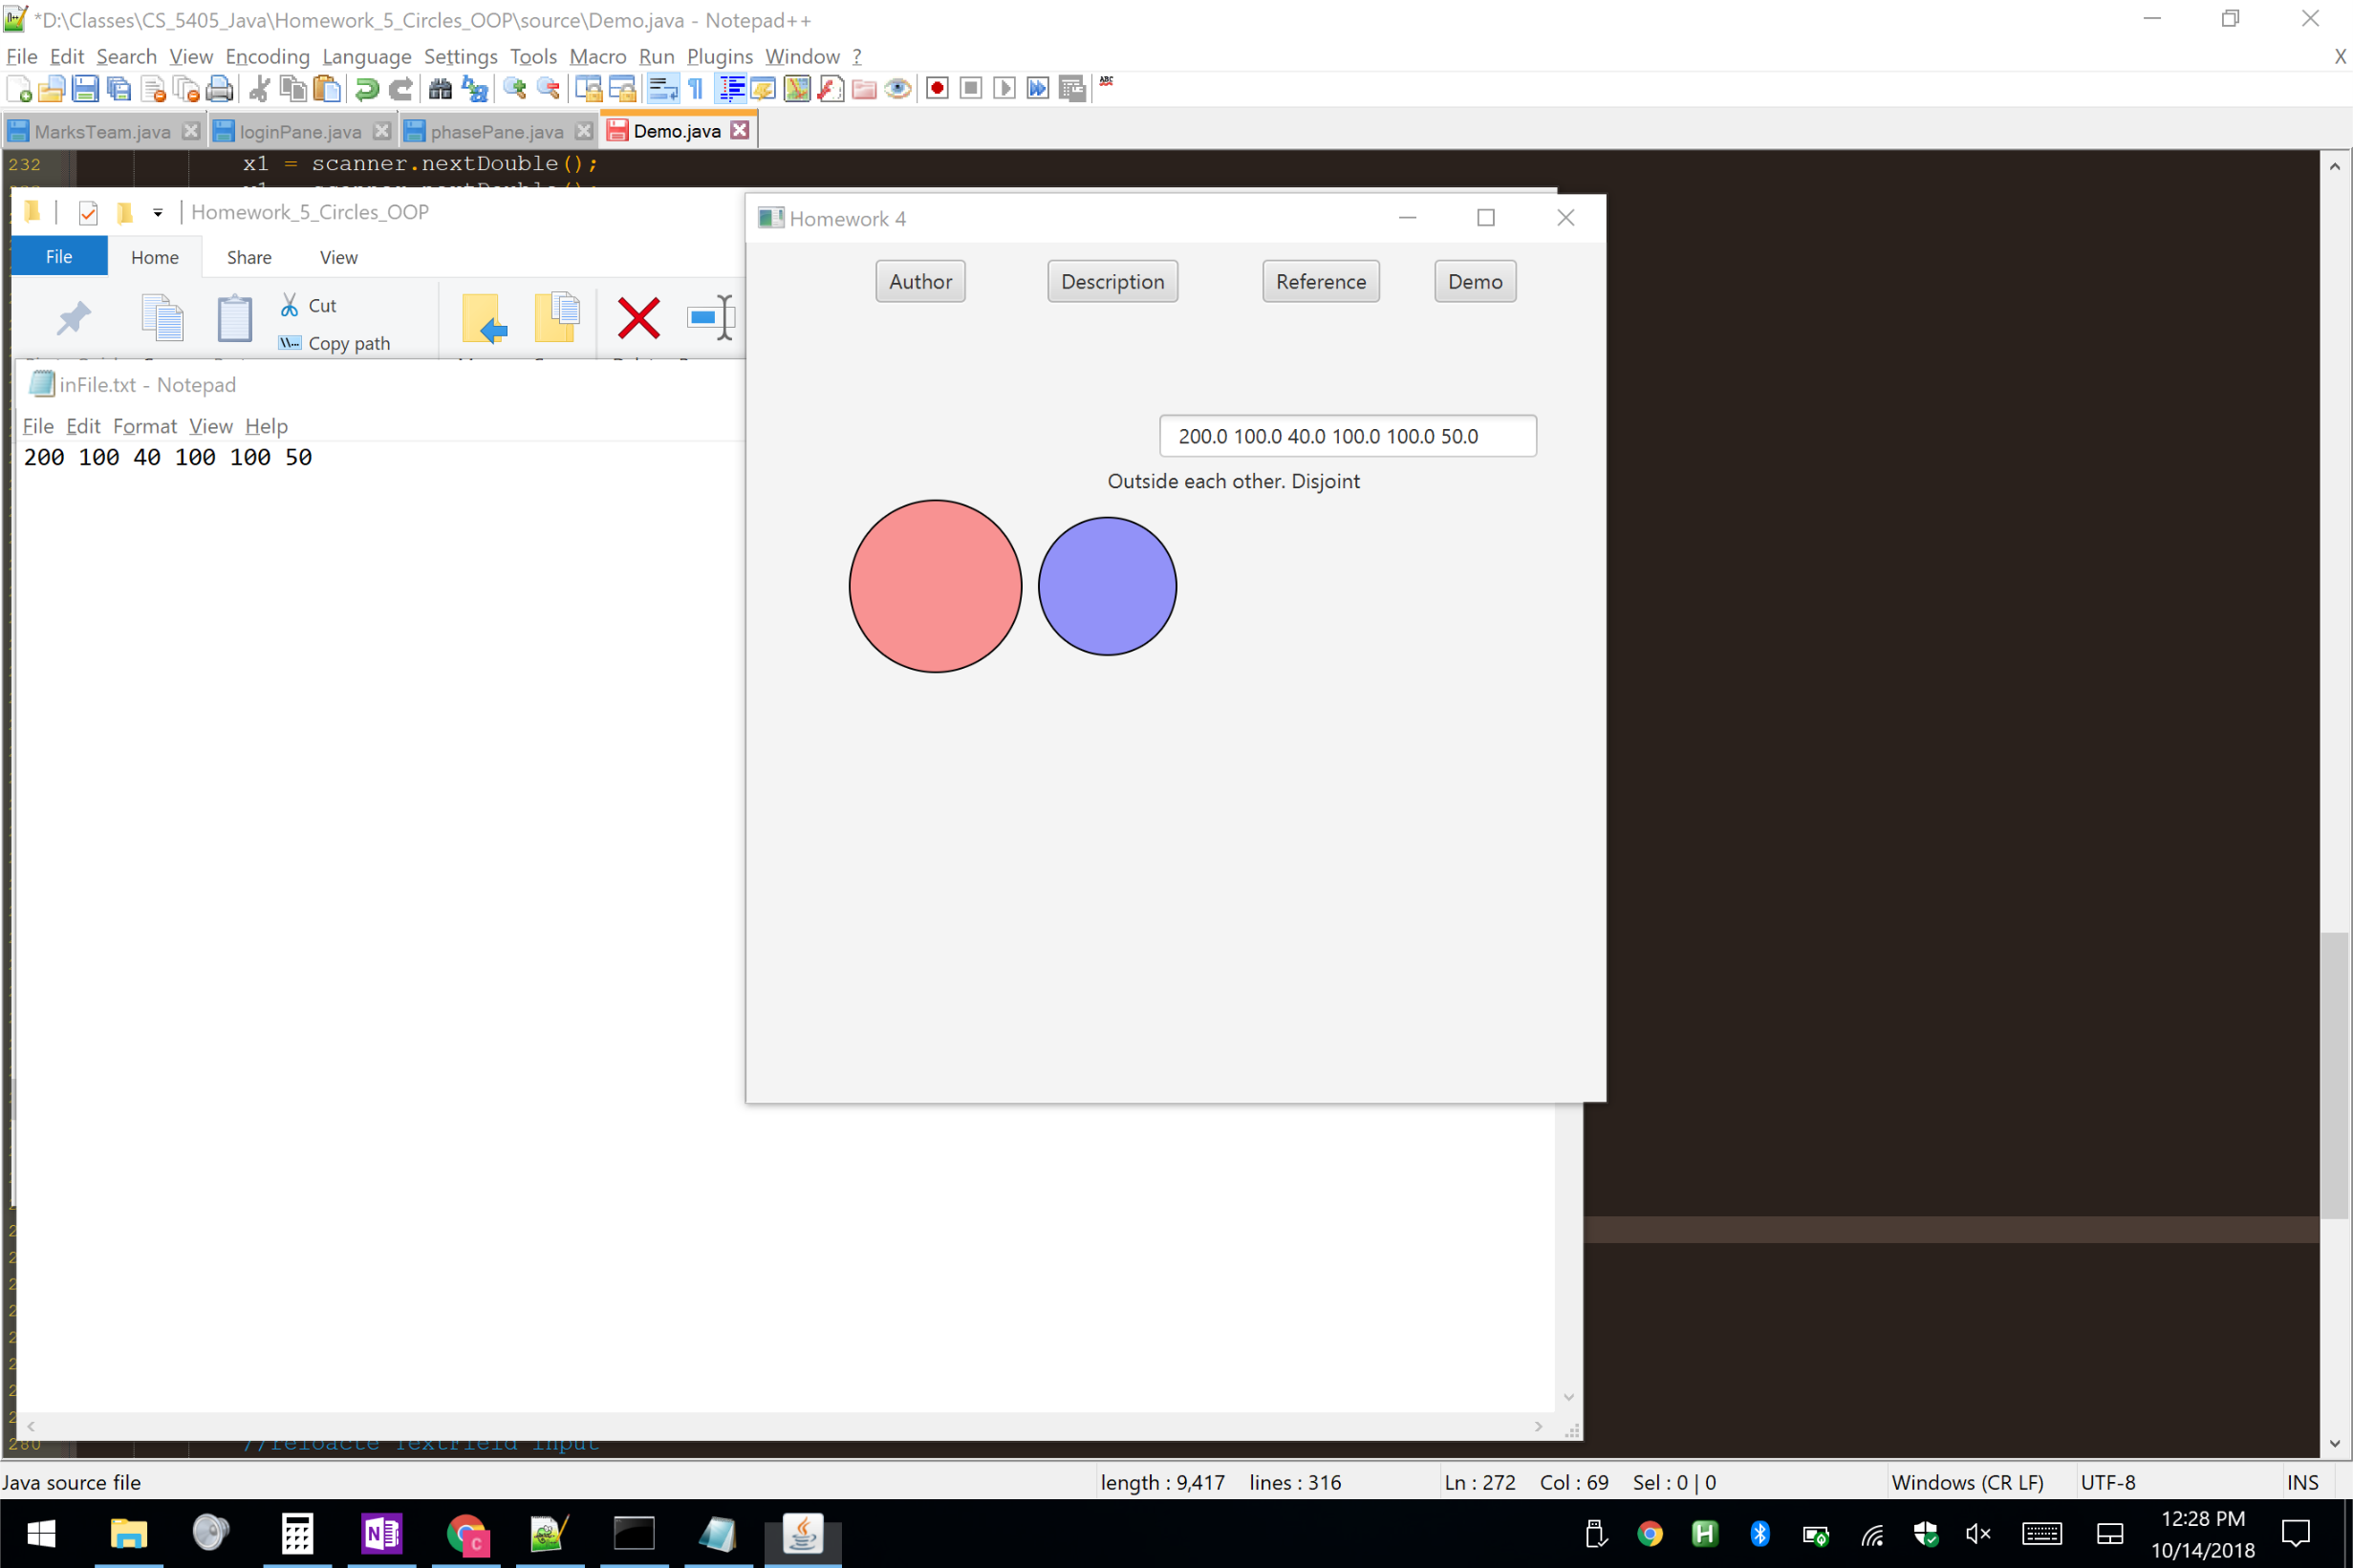 *D:\Classes\CS_5405_Java\Homework_5_Circles_OOP\source\Demo.java - Notepad++
File Edit Search View Encoding Language Settings Tools Macro Run Plugins Window ? X
MarksTeam.java loginPane.java phasePane.java Demo.java
232 x1 = scanner.nextDouble();
Homework_5_Circles_OOP
File Home Share View
Cut
Copy path
inFile.txt - Notepad
File Edit Format View Help
200 100 40 100 100 50
Homework 4
Author Description Reference Demo
200.0 100.0 40.0 100.0 100.0 50.0
Outside each other. Disjoint
280 //reloacte TextField input
Java source file length : 9,417 lines : 316 Ln : 272 Col : 69 Sel : 0 | 0 Windows (CR LF) UTF-8 INS
12:28 PM
10/14/2018